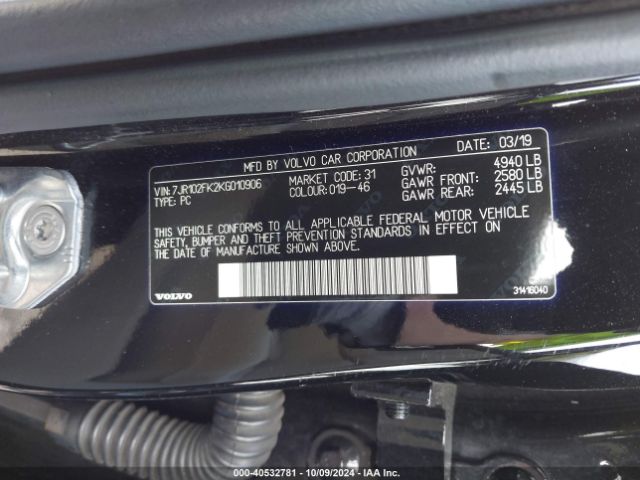 MFD BY VOLVO CAR CORPORATION DATE: 03/19
VIN: 7JR102FK2KG010906 MARKET CODE: 31 GVWR: 4940 LB
TYPE: PC COLOUR: 019-46 GAWR FRONT: 2580 LB
GAWR REAR: 2445 LB
THIS VEHICLE CONFORMS TO ALL APPLICABLE FEDERAL MOTOR VEHICLE
SAFETY, BUMPER AND THEFT PREVENTION STANDARDS IN EFFECT ON
THE DATE OF MANUFACTURE SHOWN ABOVE.
VOLVO 31416040
000-40532781 | 10/09/2024 | IAA Inc.